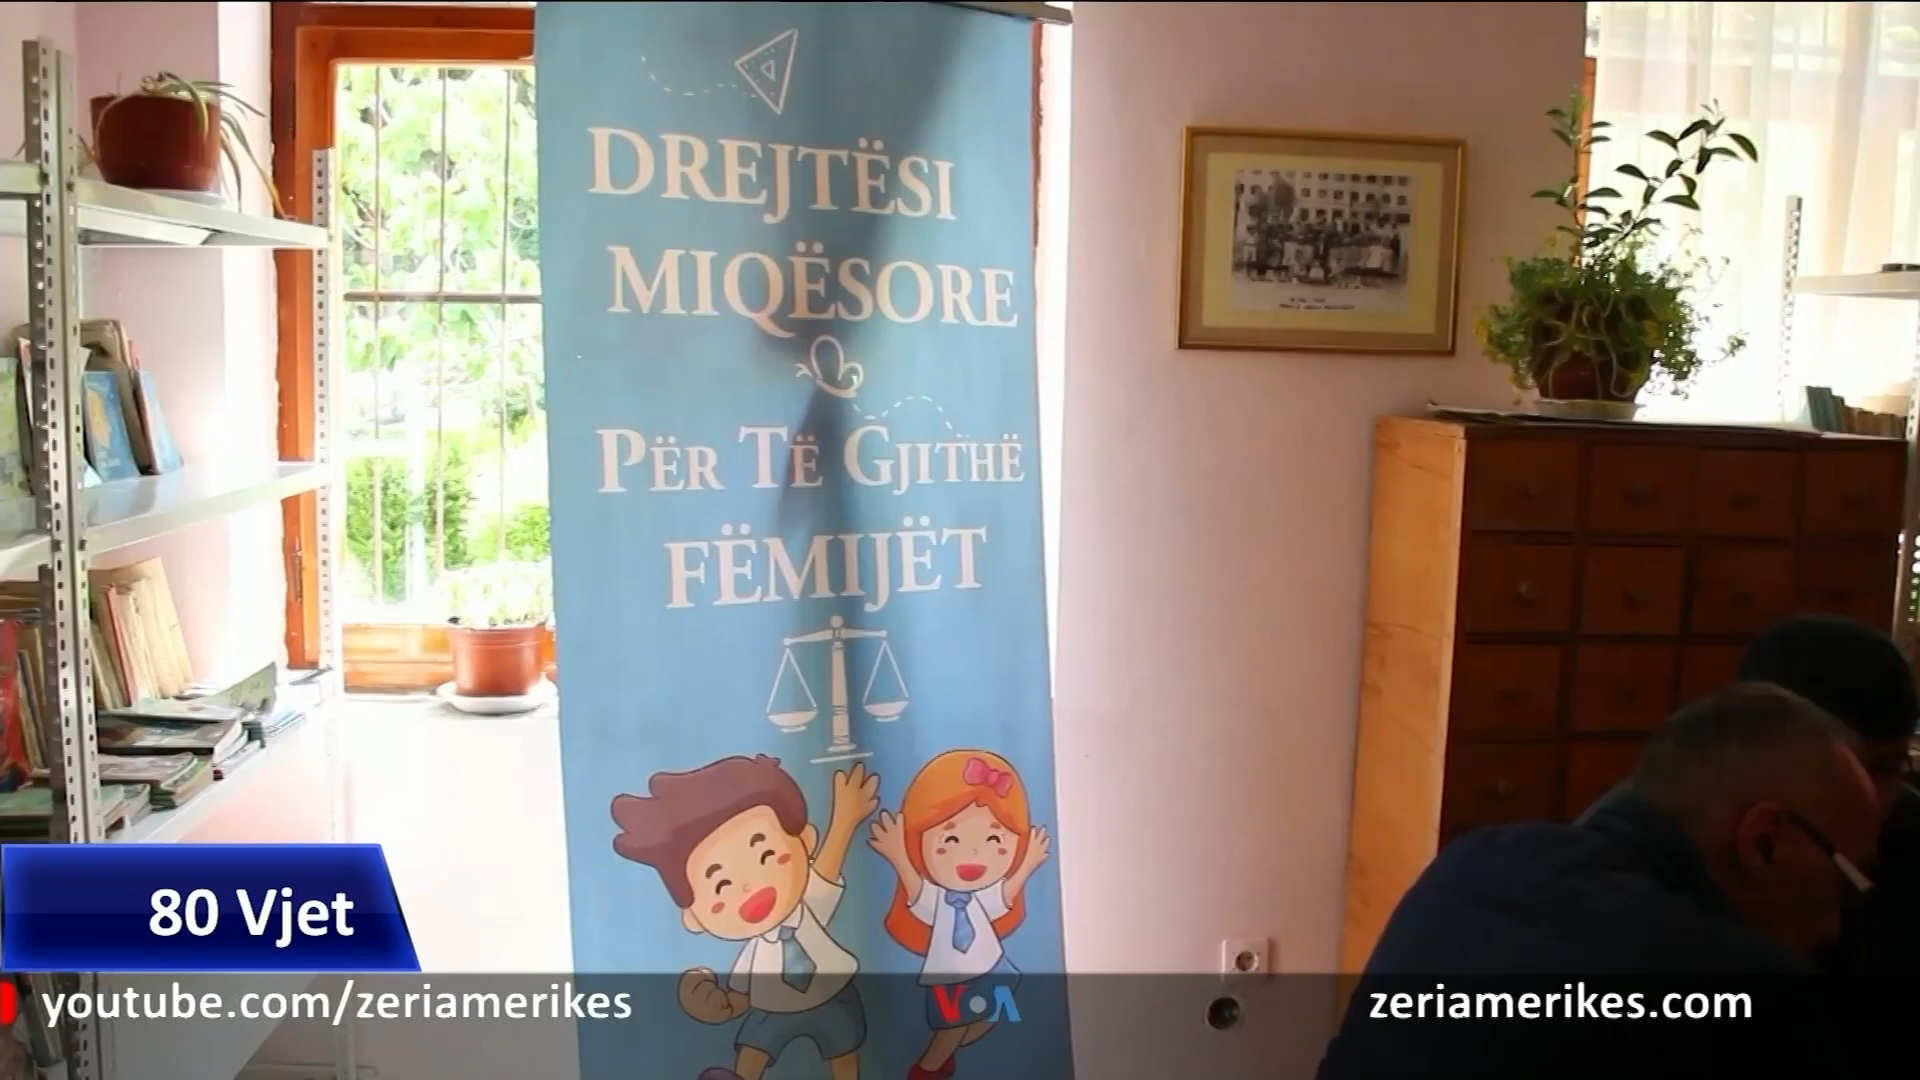 DREJTËSI
MIQËSORE
PËR TË GJITHË
FËMIJËT
80 Vjet
youtube.com/zeriamerikes
VOA
zeriamerikes.com